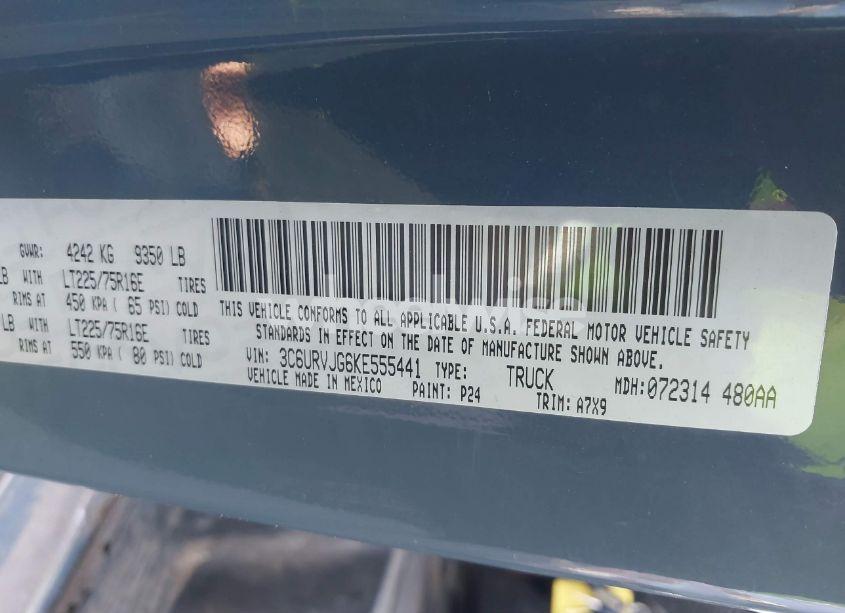 GVWR: 4242 KG 9350 LB
LB WITH LT225/75R16E TIRES
RIMS AT 450 KPA ( 65 PSI) COLD
LB WITH LT225/75R16E TIRES
RIMS AT 550 KPA ( 80 PSI) COLD
THIS VEHICLE CONFORMS TO ALL APPLICABLE U.S.A. FEDERAL MOTOR VEHICLE SAFETY
STANDARDS IN EFFECT ON THE DATE OF MANUFACTURE SHOWN ABOVE.
VIN: 3C6URVJG6KE555441 TYPE: TRUCK MDH:072314 480AA
VEHICLE MADE IN MEXICO PAINT: P24 TRIM: A7X9